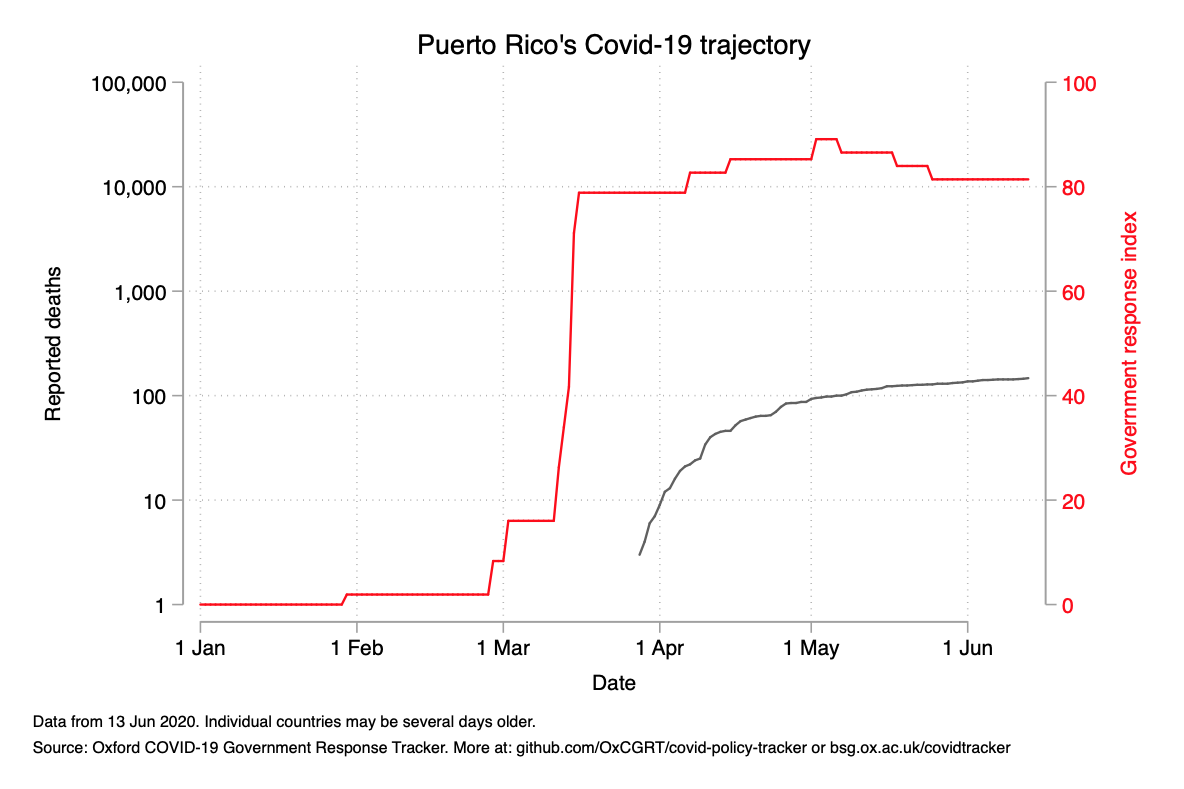 Puerto Rico's Covid-19 trajectory
100,000
10,000
1,000
100
10
1
Reported deaths
100
80
60
40
20
0
Government response index
1 Jan
1 Feb
1 Mar
1 Apr
1 May
1 Jun
Date
Data from 13 Jun 2020. Individual countries may be several days older.
Source: Oxford COVID-19 Government Response Tracker. More at: github.com/OxCGRT/covid-policy-tracker or bsg.ox.ac.uk/covidtracker